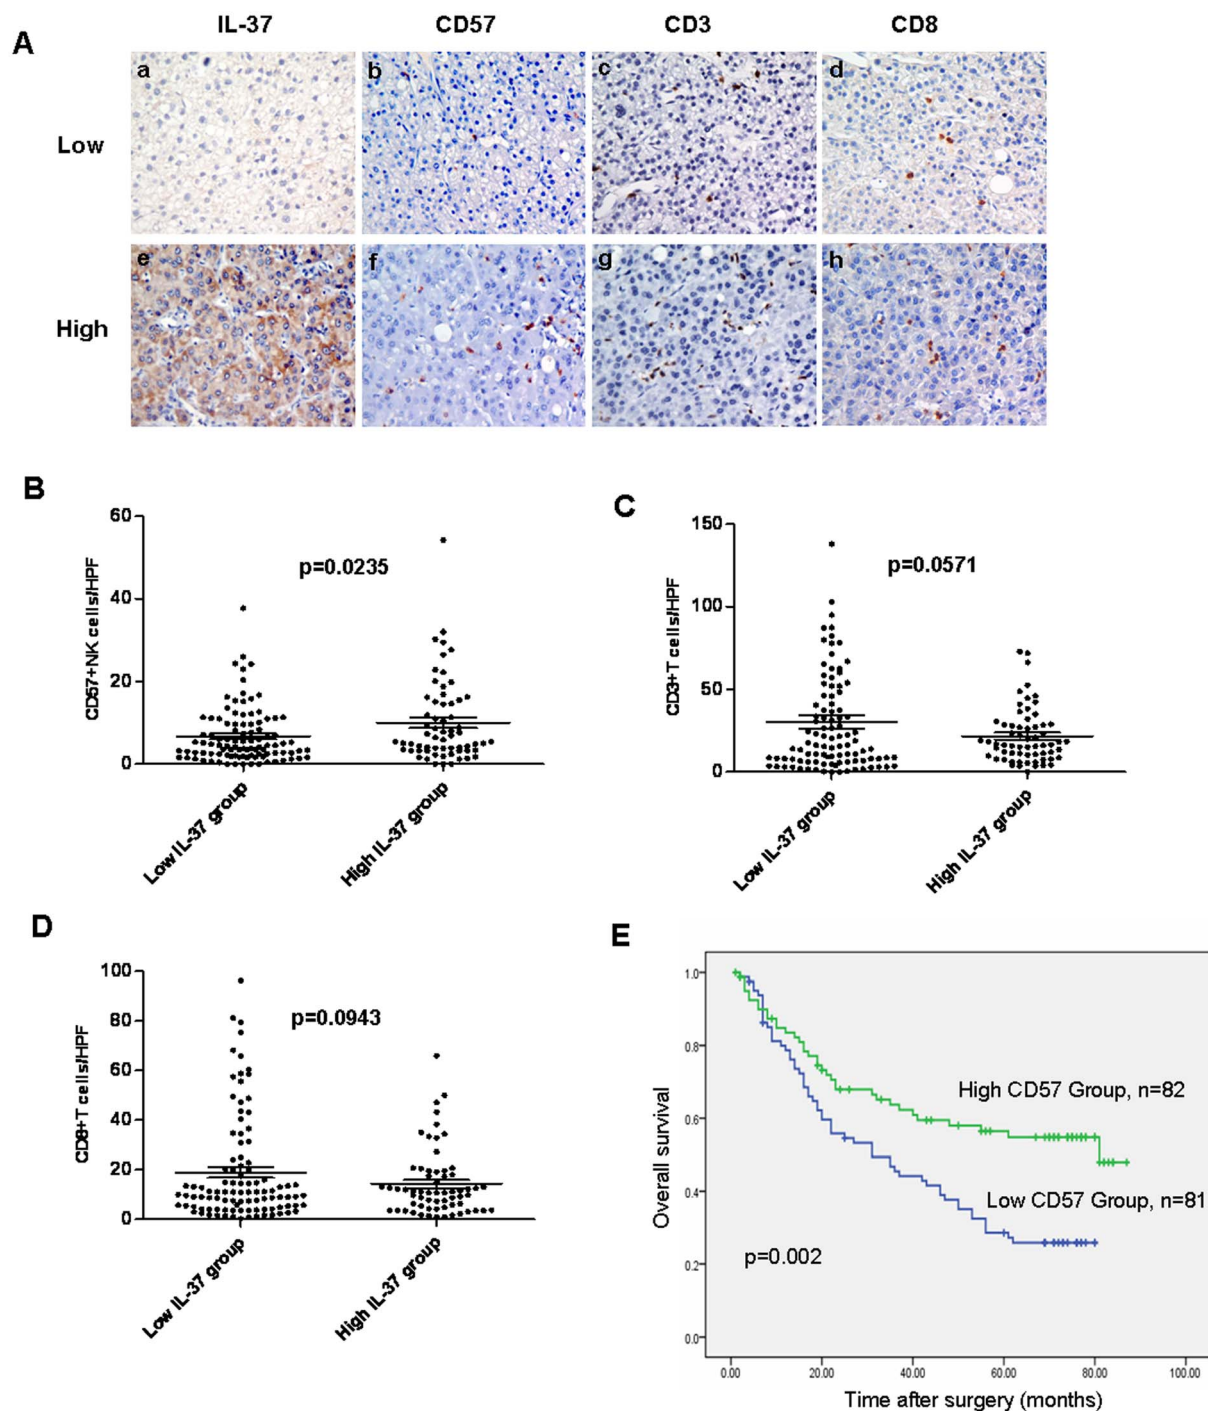 IL-37 CD57 CD3 CD8
A
a b c d
Low
e f g h
High
B
60
40
20
0
CD57+NK cells/HPF
p=0.0235
Low IL-37 group
High IL-37 group
C
150
100
50
0
CD3+T cells/HPF
p=0.0571
Low IL-37 group
High IL-37 group
D
100
80
60
40
20
0
CD8+T cells/HPF
p=0.0943
Low IL-37 group
High IL-37 group
E
1.0
0.8
0.6
0.4
0.2
0.0
Overall survival
High CD57 Group, n=82
Low CD57 Group, n=81
p=0.002
0.00 20.00 40.00 60.00 80.00 100.00
Time after surgery (months)